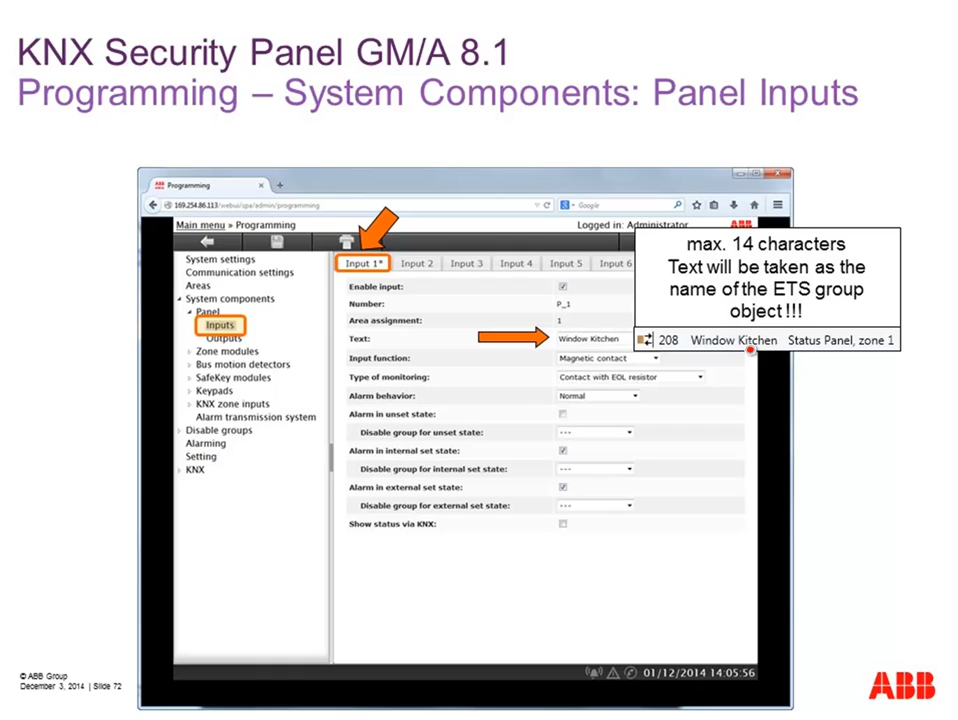 KNX Security Panel GM/A 8.1
Programming – System Components: Panel Inputs
ABB Programming × +
169.254.86.113/webui/spa/admin/programming
Google
Main menu » Programming
Logged in: Administrator
ABB
max. 14 characters
Text will be taken as the
name of the ETS group
object !!!
208 Window Kitchen Status Panel, zone 1
System settings
Communication settings
Areas
System components
Panel
Inputs
Outputs
Zone modules
Bus motion detectors
SafeKey modules
Keypads
KNX zone inputs
Alarm transmission system
Disable groups
Alarming
Setting
KNX
Input 1* Input 2 Input 3 Input 4 Input 5 Input 6
Enable input:
Number: P_1
Area assignment: 1
Text: Window Kitchen
Input function: Magnetic contact
Type of monitoring: Contact with EOL resistor
Alarm behavior: Normal
Alarm in unset state:
Disable group for unset state: ---
Alarm in internal set state:
Disable group for internal set state: ---
Alarm in external set state:
Disable group for external set state: ---
Show status via KNX:
01/12/2014 14:05:56
© ABB Group
December 3, 2014 | Slide 72
ABB